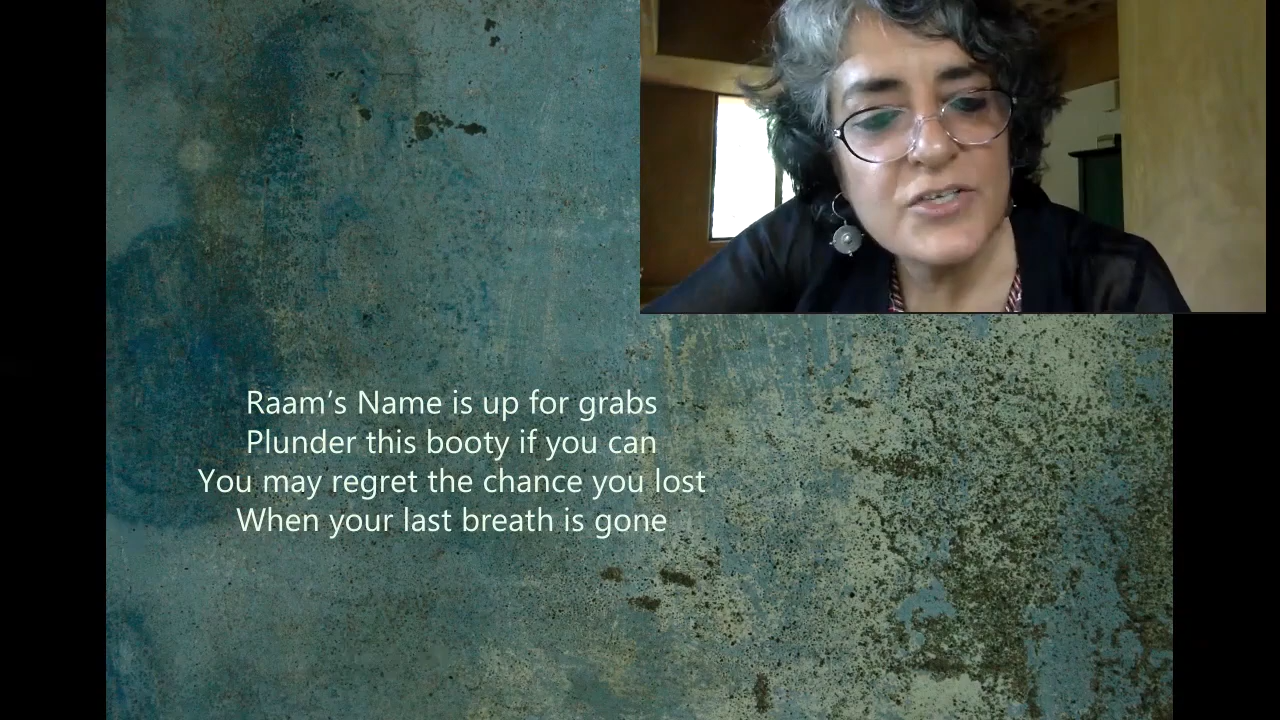 Raam’s Name is up for grabs
Plunder this booty if you can
You may regret the chance you lost
When your last breath is gone